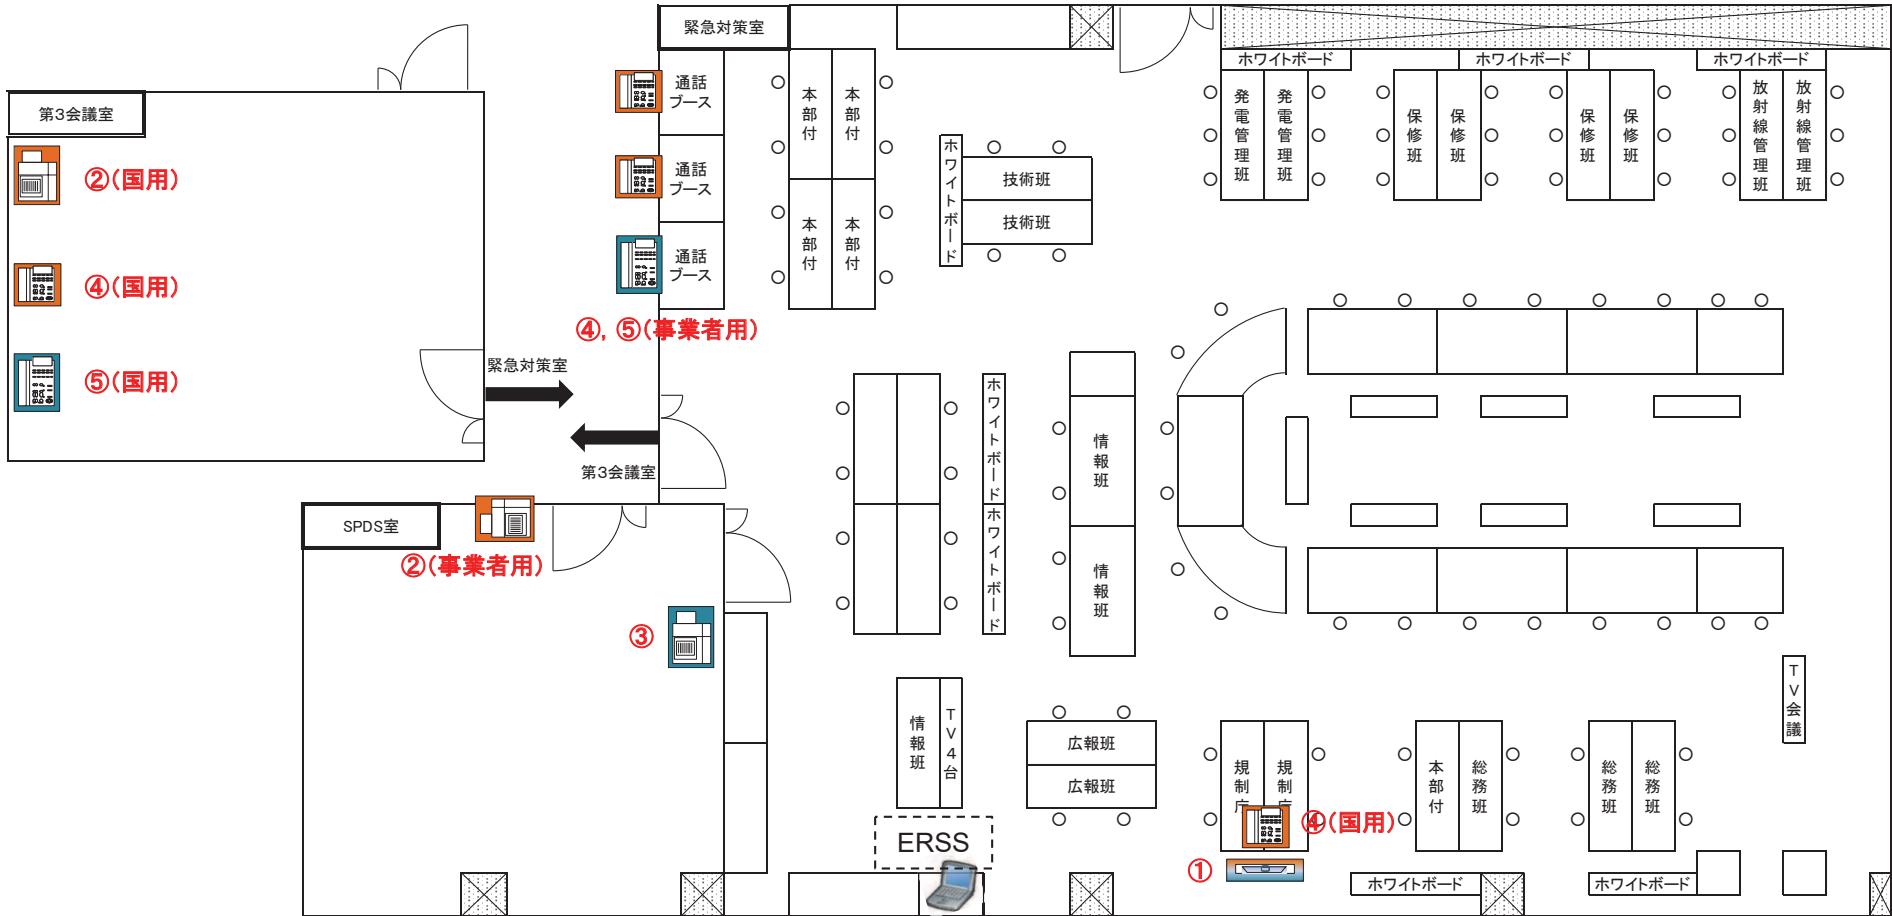 緊急対策室
ホワイトボード
ホワイトボード
ホワイトボード
第3会議室
通話
ブース
通話
ブース
通話
ブース
本部付
本部付
本部付
本部付
ホワイトボード
技術班
技術班
発電管理班
発電管理班
保修班
保修班
保修班
保修班
放射線管理班
放射線管理班
②(国用)
④(国用)
⑤(国用)
④, ⑤(事業者用)
緊急対策室
第3会議室
ホワイトボード
ホワイトボード
情報班
情報班
SPDS室
②(事業者用)
③
情報班
TV4台
広報班
広報班
規制庁
規制庁
④(国用)
①
本部付
総務班
総務班
総務班
TV会議
ERSS
ホワイトボード
ホワイトボード